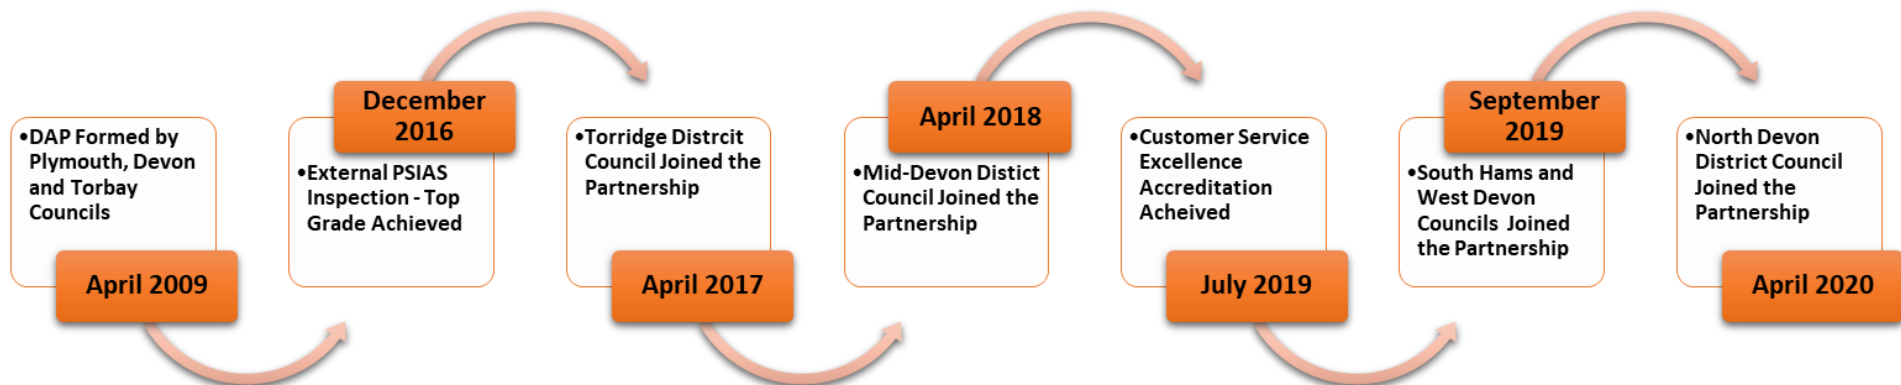 •DAP Formed by
Plymouth, Devon
and Torbay
Councils
April 2009
December
2016
•External PSIAS
Inspection - Top
Grade Achieved
•Torridge Distrcit
Council Joined the
Partnership
April 2017
April 2018
•Mid-Devon Distict
Council Joined the
Partnership
•Customer Service
Excellence
Accreditation
Acheived
July 2019
September
2019
•South Hams and
West Devon
Councils Joined
the Partnership
•North Devon
District Council
Joined the
Partnership
April 2020